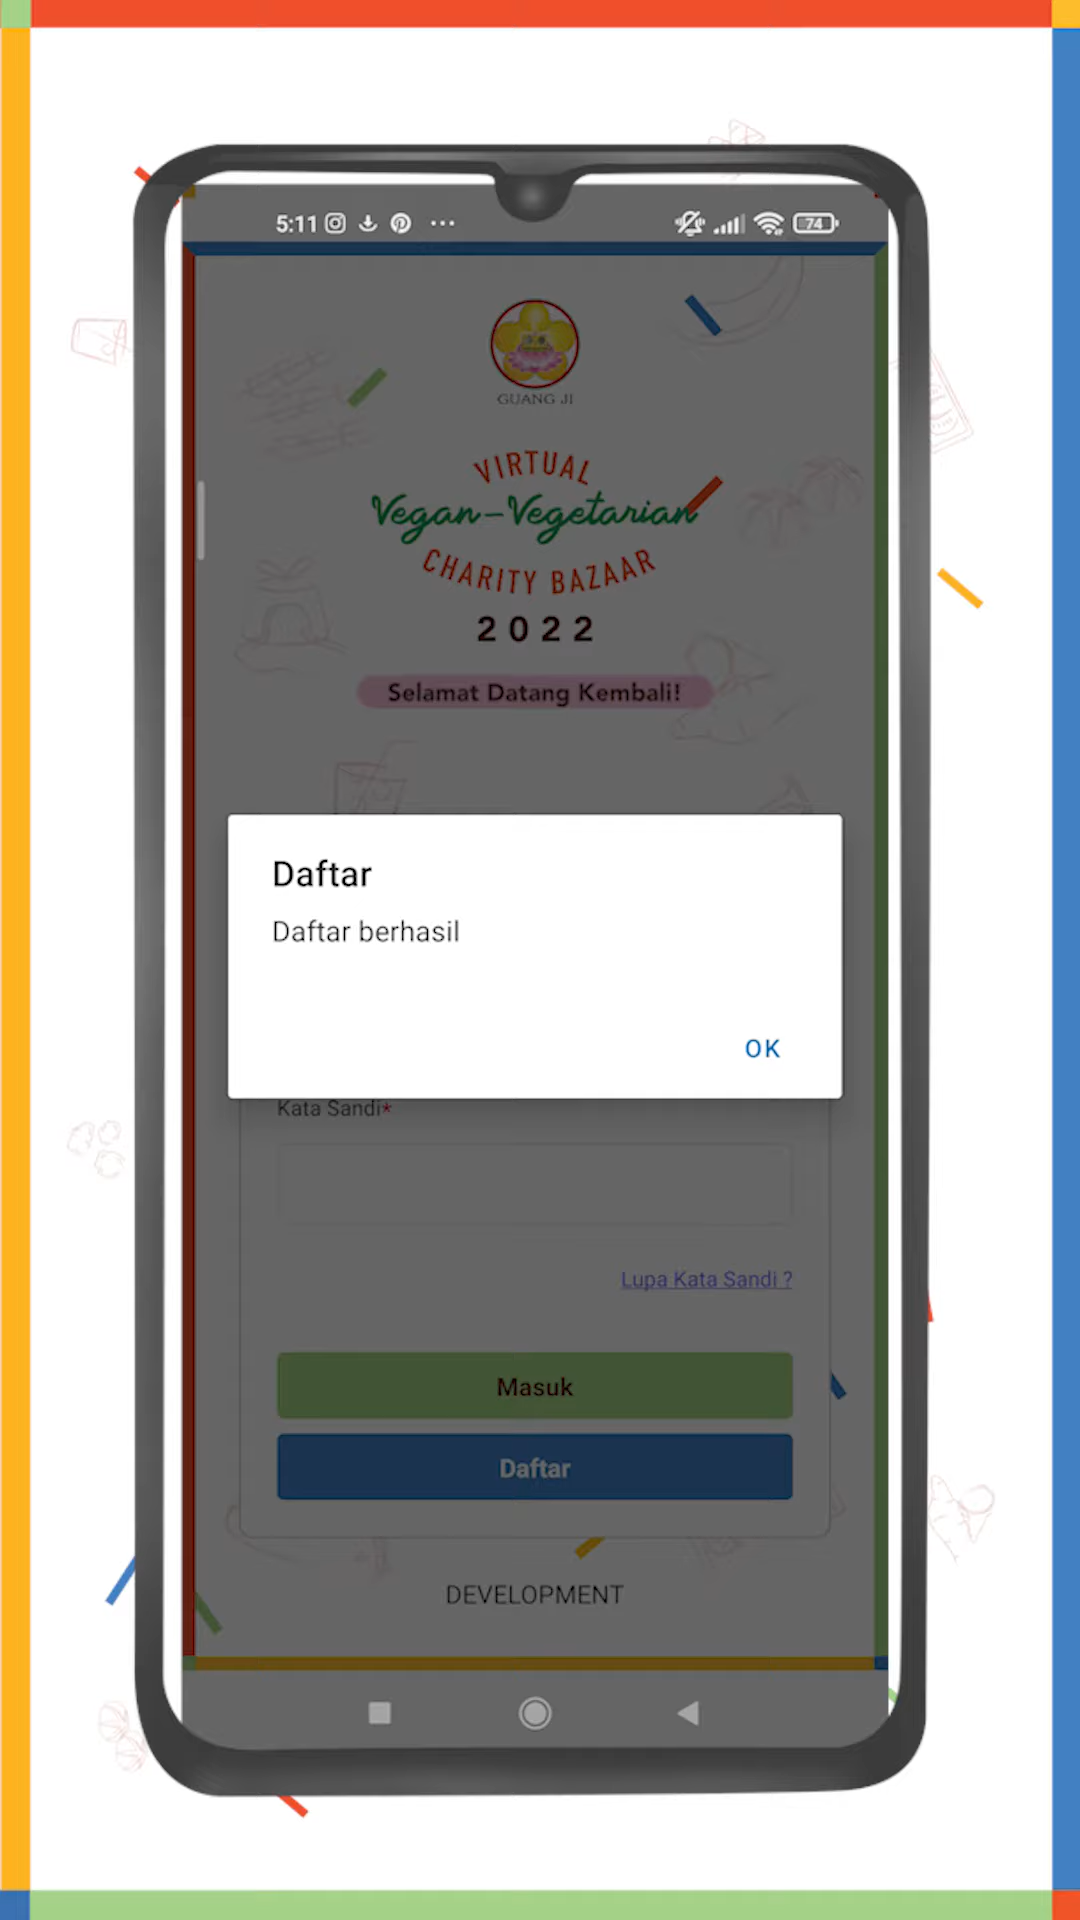 5:11
74
GUANG JI
VIRTUAL
Vegan-Vegetarian
CHARITY BAZAAR
2022
Selamat Datang Kembali!
Daftar
Daftar berhasil
OK
Kata Sandi*
Lupa Kata Sandi ?
Masuk
Daftar
DEVELOPMENT